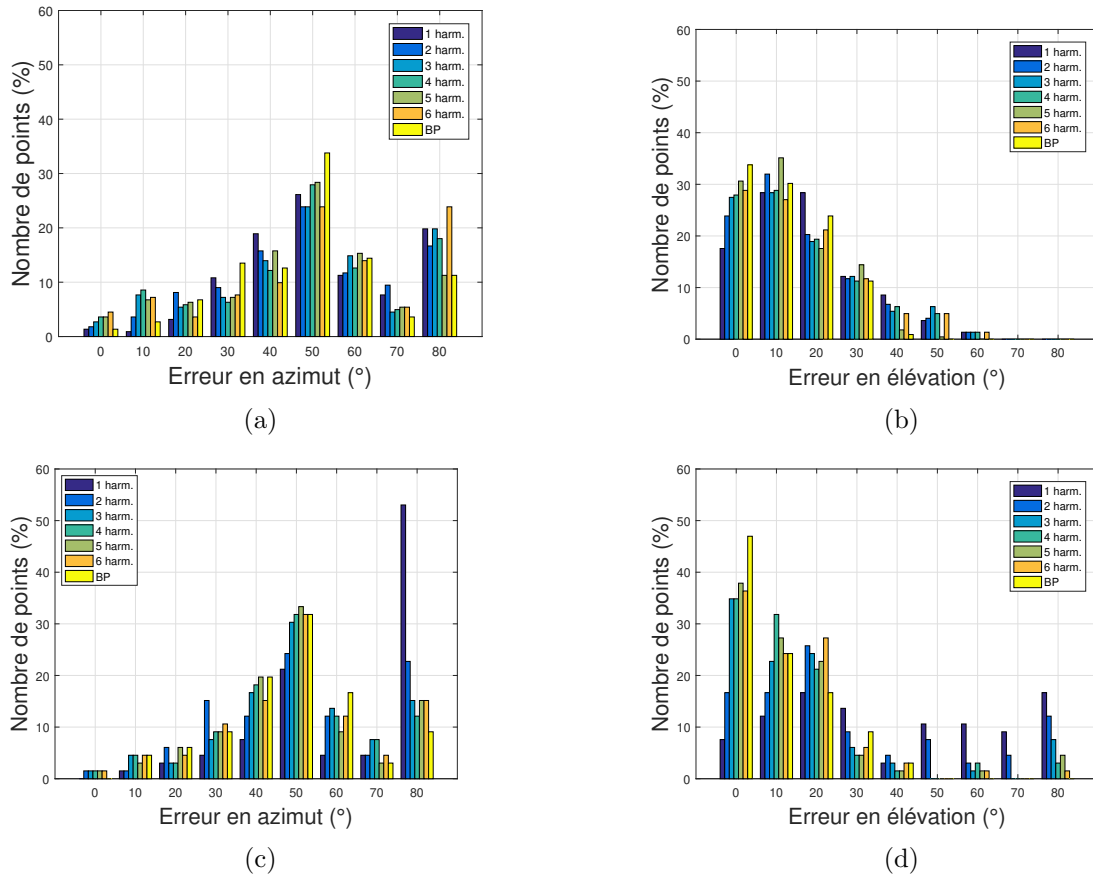 60
50
40
30
20
10
0
Nombre de points (%)
1 harm.
2 harm.
3 harm.
4 harm.
5 harm.
6 harm.
BP
0 10 20 30 40 50 60 70 80
Erreur en azimut (°)
(a)
60
50
40
30
20
10
0
Nombre de points (%)
1 harm.
2 harm.
3 harm.
4 harm.
5 harm.
6 harm.
BP
0 10 20 30 40 50 60 70 80
Erreur en élévation (°)
(b)
60
50
40
30
20
10
0
Nombre de points (%)
1 harm.
2 harm.
3 harm.
4 harm.
5 harm.
6 harm.
BP
0 10 20 30 40 50 60 70 80
Erreur en azimut (°)
(c)
60
50
40
30
20
10
0
Nombre de points (%)
1 harm.
2 harm.
3 harm.
4 harm.
5 harm.
6 harm.
BP
0 10 20 30 40 50 60 70 80
Erreur en élévation (°)
(d)